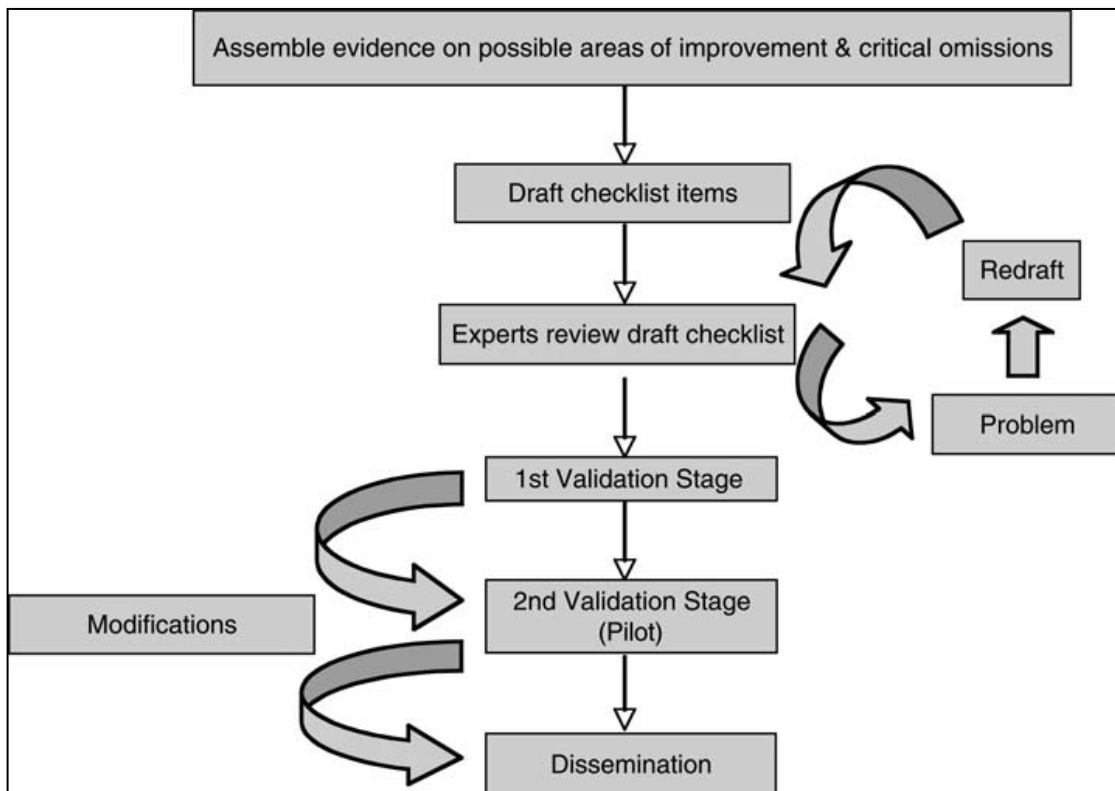 Assemble evidence on possible areas of improvement & critical omissions
Draft checklist items
Redraft
Experts review draft checklist
Problem
1st Validation Stage
2nd Validation Stage
(Pilot)
Modifications
Dissemination